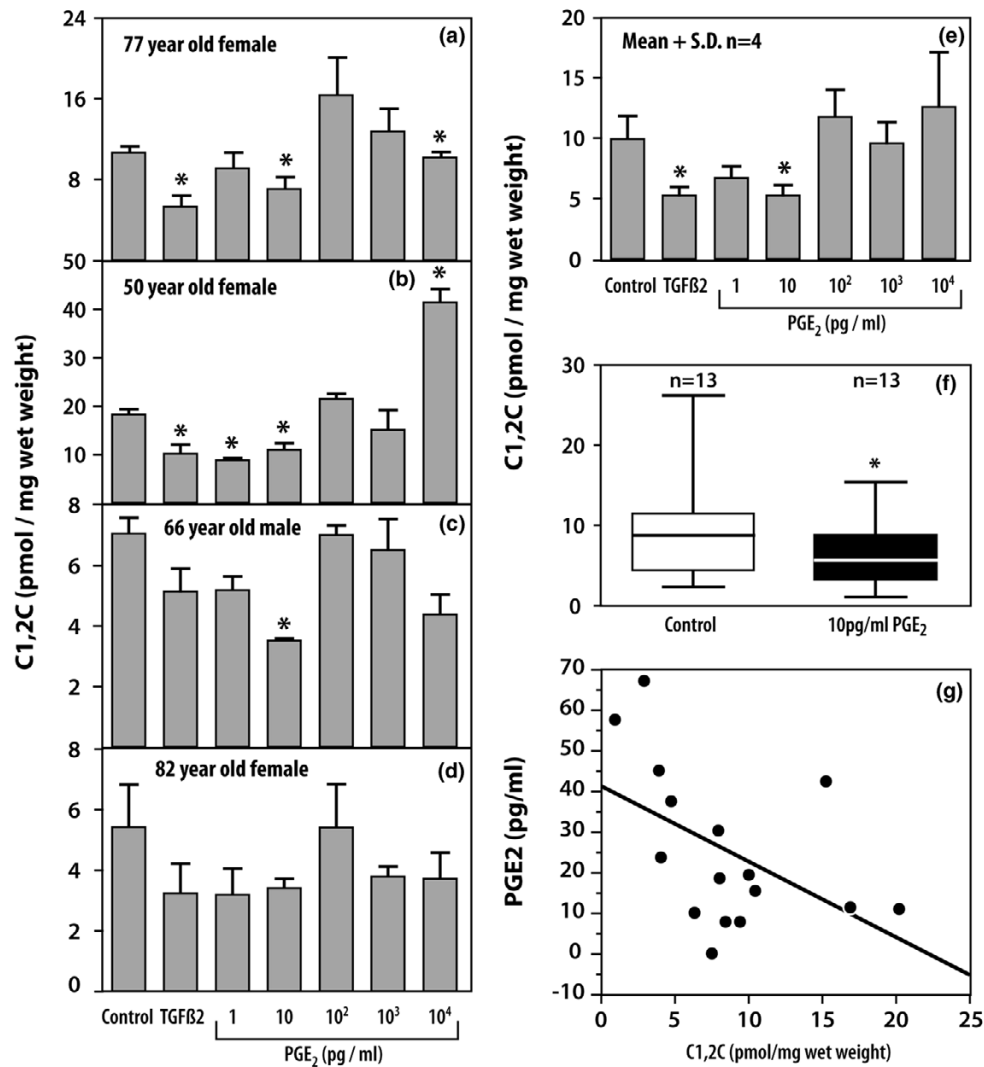 C1,2C (pmol / mg wet weight)
24
16
8
50
77 year old female
(a)
*
*
*
40
30
20
10
8
50 year old female
(b)
*
*
*
*
6
4
2
8
66 year old male
(c)
*
6
4
2
0
82 year old female
(d)
Control TGFß2 1 10 10² 10³ 10⁴
PGE₂ (pg / ml)
C1,2C (pmol / mg wet weight)
20
15
10
5
0
Mean + S.D. n=4
(e)
*
*
Control TGFß2 1 10 10² 10³ 10⁴
PGE₂ (pg / ml)
30
20
10
0
n=13
n=13
(f)
*
Control 10pg/ml PGE₂
PGE2 (pg/ml)
70
60
50
40
30
20
10
0
-10
(g)
0 5 10 15 20 25
C1,2C (pmol/mg wet weight)